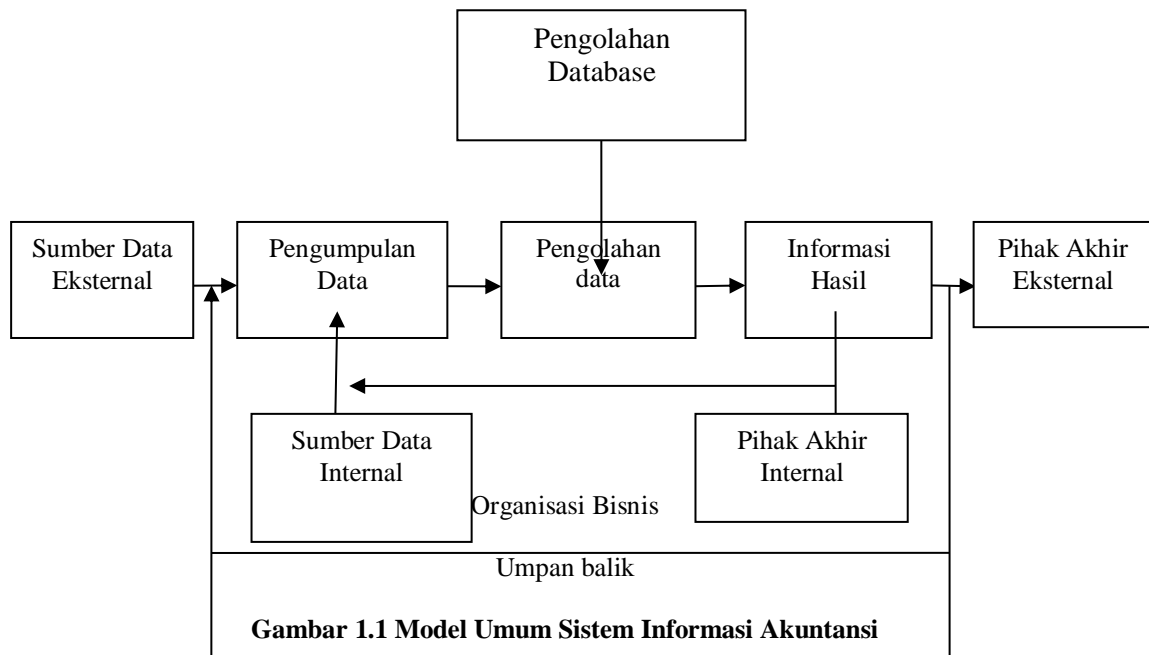 Pengolahan
Database
Sumber Data
Eksternal
Pengumpulan
Data
Pengolahan
data
Informasi
Hasil
Pihak Akhir
Eksternal
Sumber Data
Internal
Pihak Akhir
Internal
Organisasi Bisnis
Umpan balik
Gambar 1.1 Model Umum Sistem Informasi Akuntansi